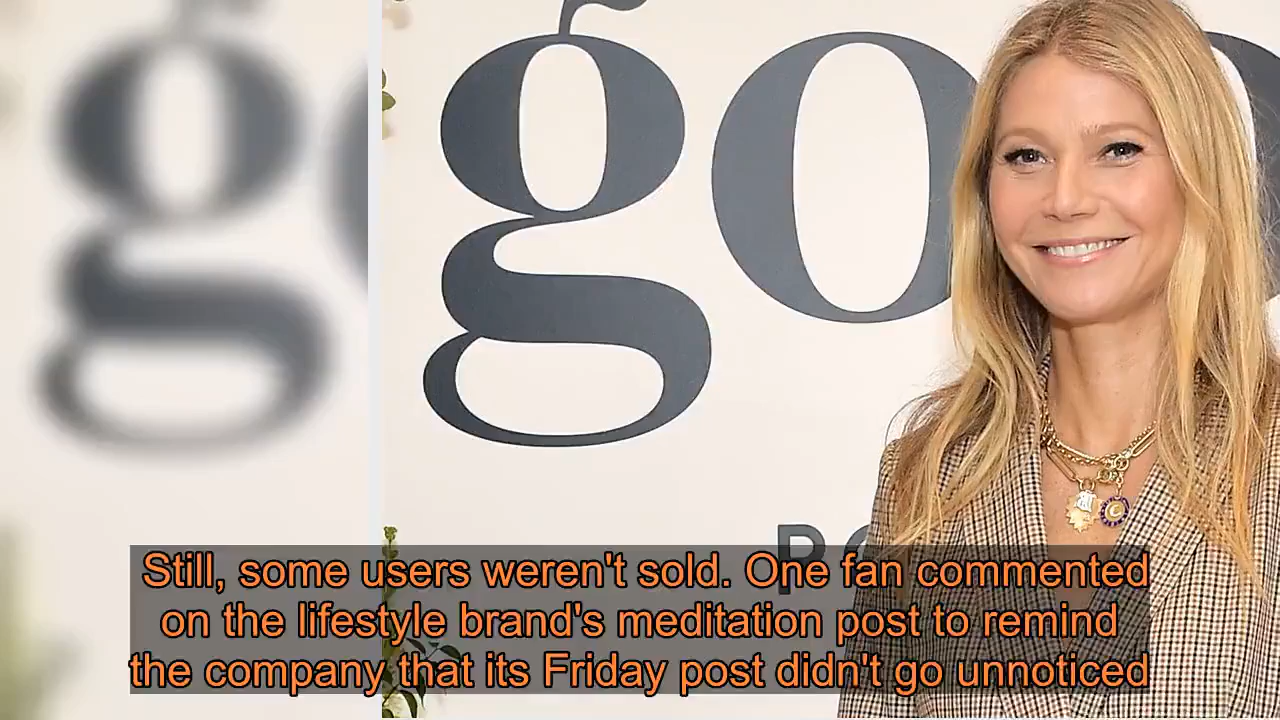 goo
Still, some users weren't sold. One fan commented
on the lifestyle brand's meditation post to remind
the company that its Friday post didn't go unnoticed